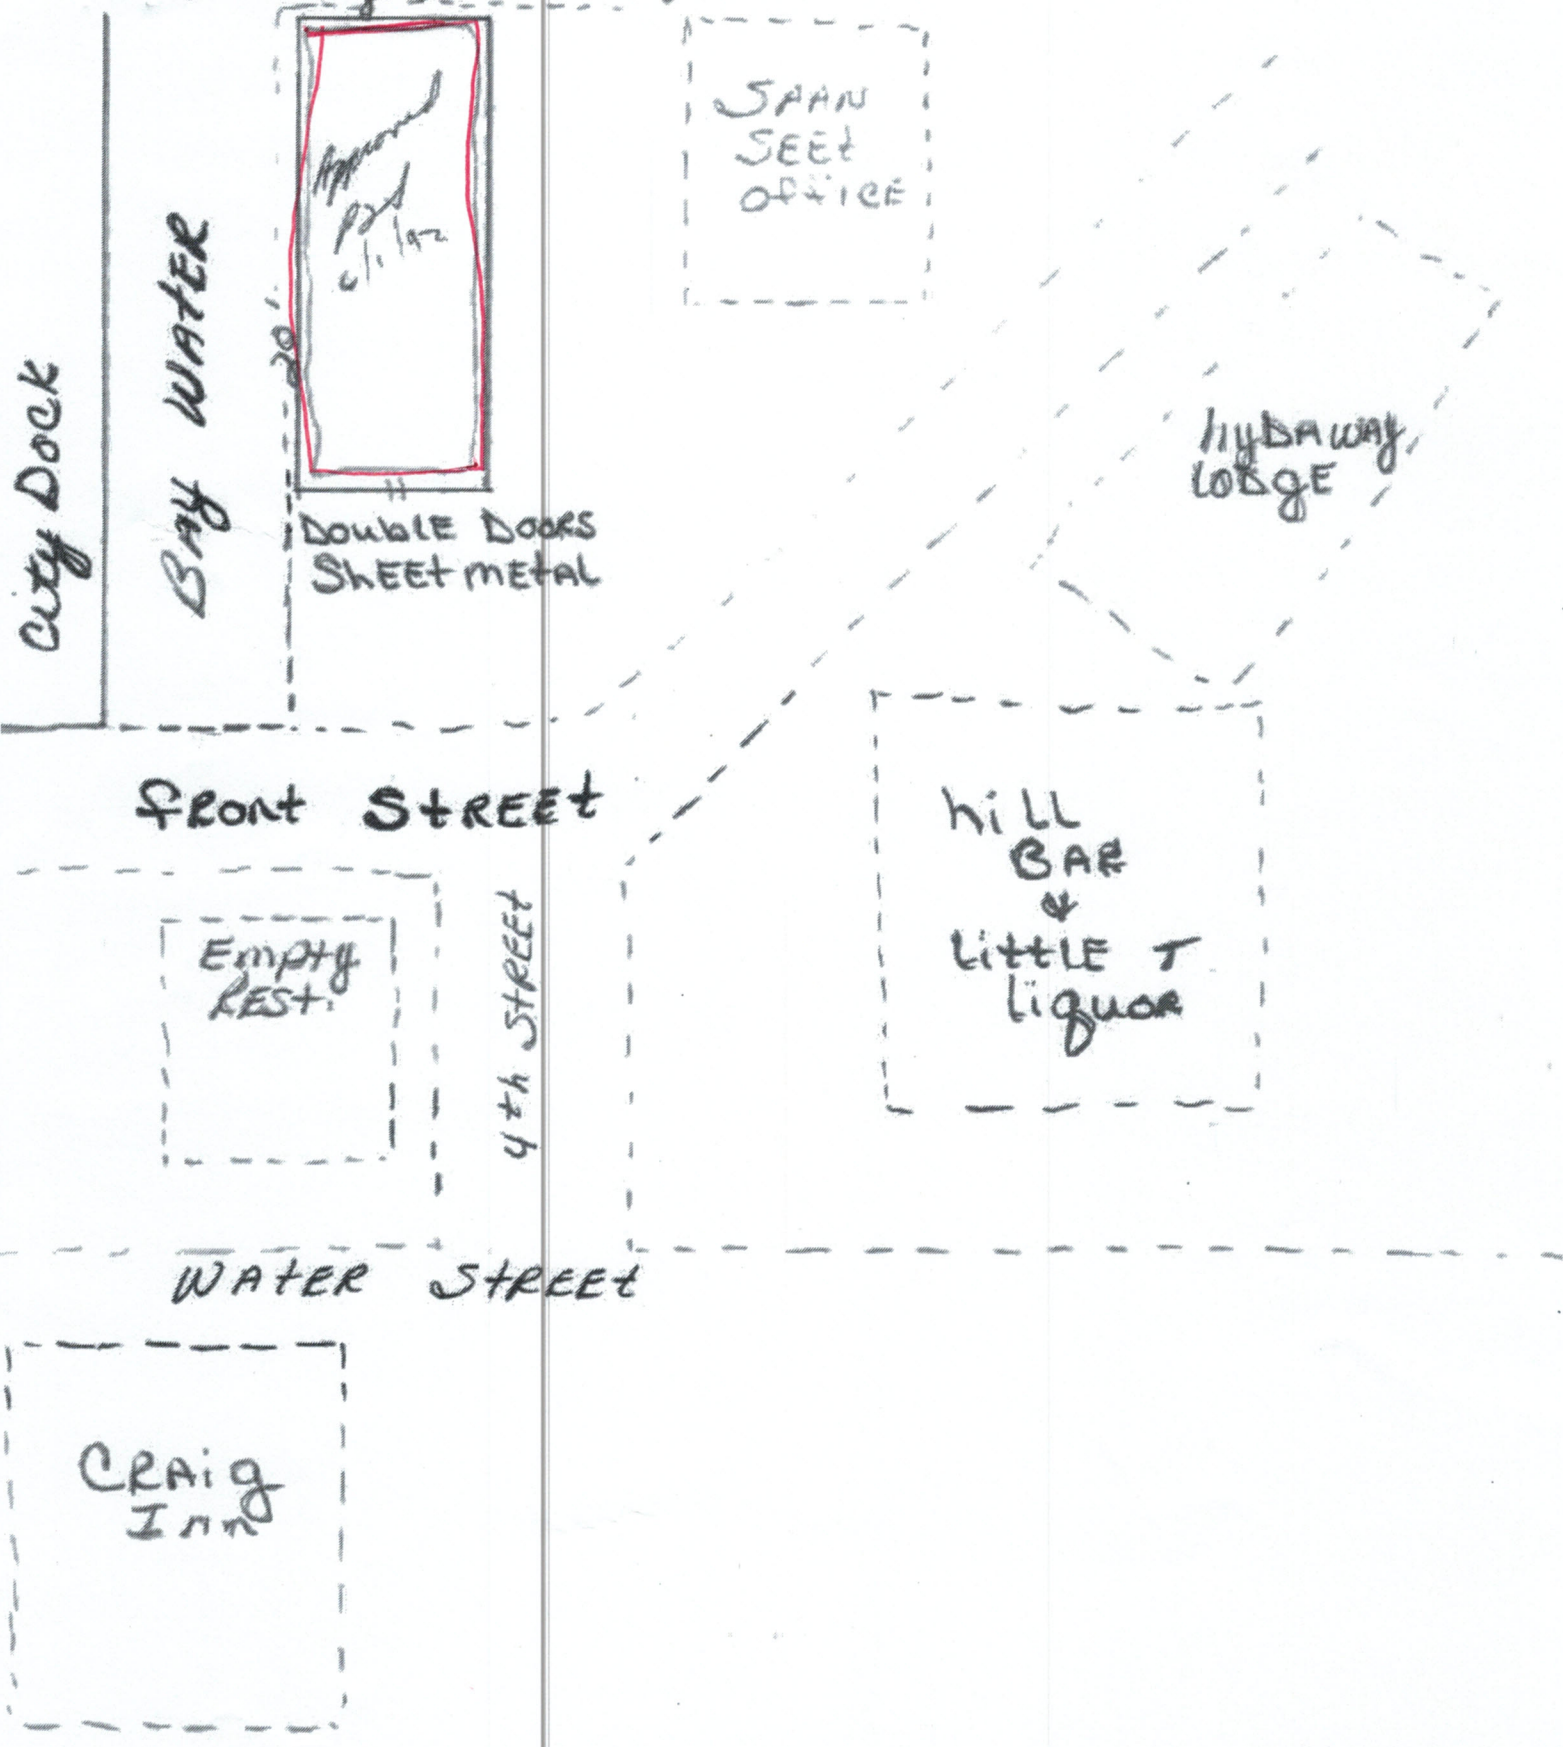 SAAN
SEEt
OffICE
Approved
20'
City Dock
BAY WATER
hyDAWAY
loDgE
DoublE DooRS
ShEEt mEtAL
fRont StREEt
hiLL
BAR
&
LittLE T
liquoR
Empty
REST.
4th StREEt
WAtER StREEt
CRAig
Inn